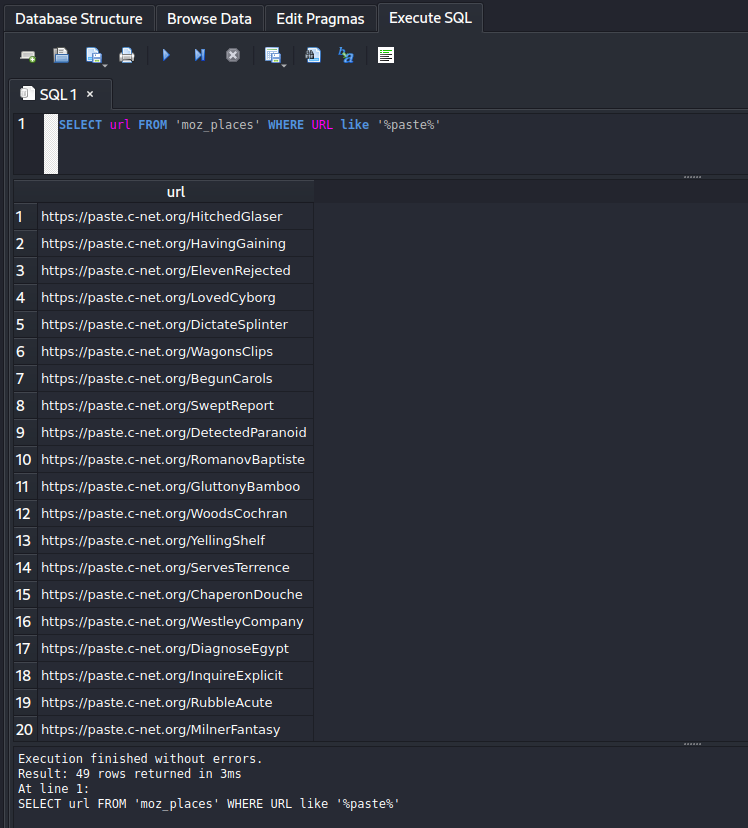 Database Structure Browse Data Edit Pragmas Execute SQL
SQL 1 ×
1 SELECT url FROM 'moz_places' WHERE URL like '%paste%'
url
1 https://paste.c-net.org/HitchedGlaser
2 https://paste.c-net.org/HavingGaining
3 https://paste.c-net.org/ElevenRejected
4 https://paste.c-net.org/LovedCyborg
5 https://paste.c-net.org/DictateSplinter
6 https://paste.c-net.org/WagonsClips
7 https://paste.c-net.org/BegunCarols
8 https://paste.c-net.org/SweptReport
9 https://paste.c-net.org/DetectedParanoid
10 https://paste.c-net.org/RomanovBaptiste
11 https://paste.c-net.org/GluttonyBamboo
12 https://paste.c-net.org/WoodsCochran
13 https://paste.c-net.org/YellingShelf
14 https://paste.c-net.org/ServesTerrence
15 https://paste.c-net.org/ChaperonDouche
16 https://paste.c-net.org/WestleyCompany
17 https://paste.c-net.org/DiagnoseEgypt
18 https://paste.c-net.org/InquireExplicit
19 https://paste.c-net.org/RubbleAcute
20 https://paste.c-net.org/MilnerFantasy
Execution finished without errors.
Result: 49 rows returned in 3ms
At line 1:
SELECT url FROM 'moz_places' WHERE URL like '%paste%'